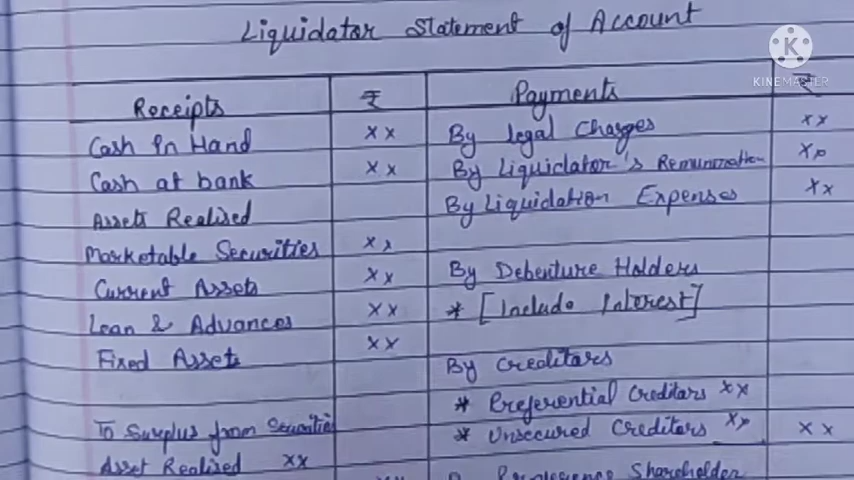 Liquidator Statement of Account
KINEMASTER
Receipts ₹ Payments ₹
Cash in Hand xx By legal Charges xx
Cash at bank xx By Liquidator's Remuneration xx
Assets Realised By Liquidation Expenses xx
Marketable Securities xx
Current Assets xx By Debenture Holders
Loan & Advances xx * [Include Interest]
Fixed Assets xx
By Creditors
* Preferential Creditors xx
To Surplus from Securities * Unsecured Creditors xx xx
Asset Realised xx Shareholder